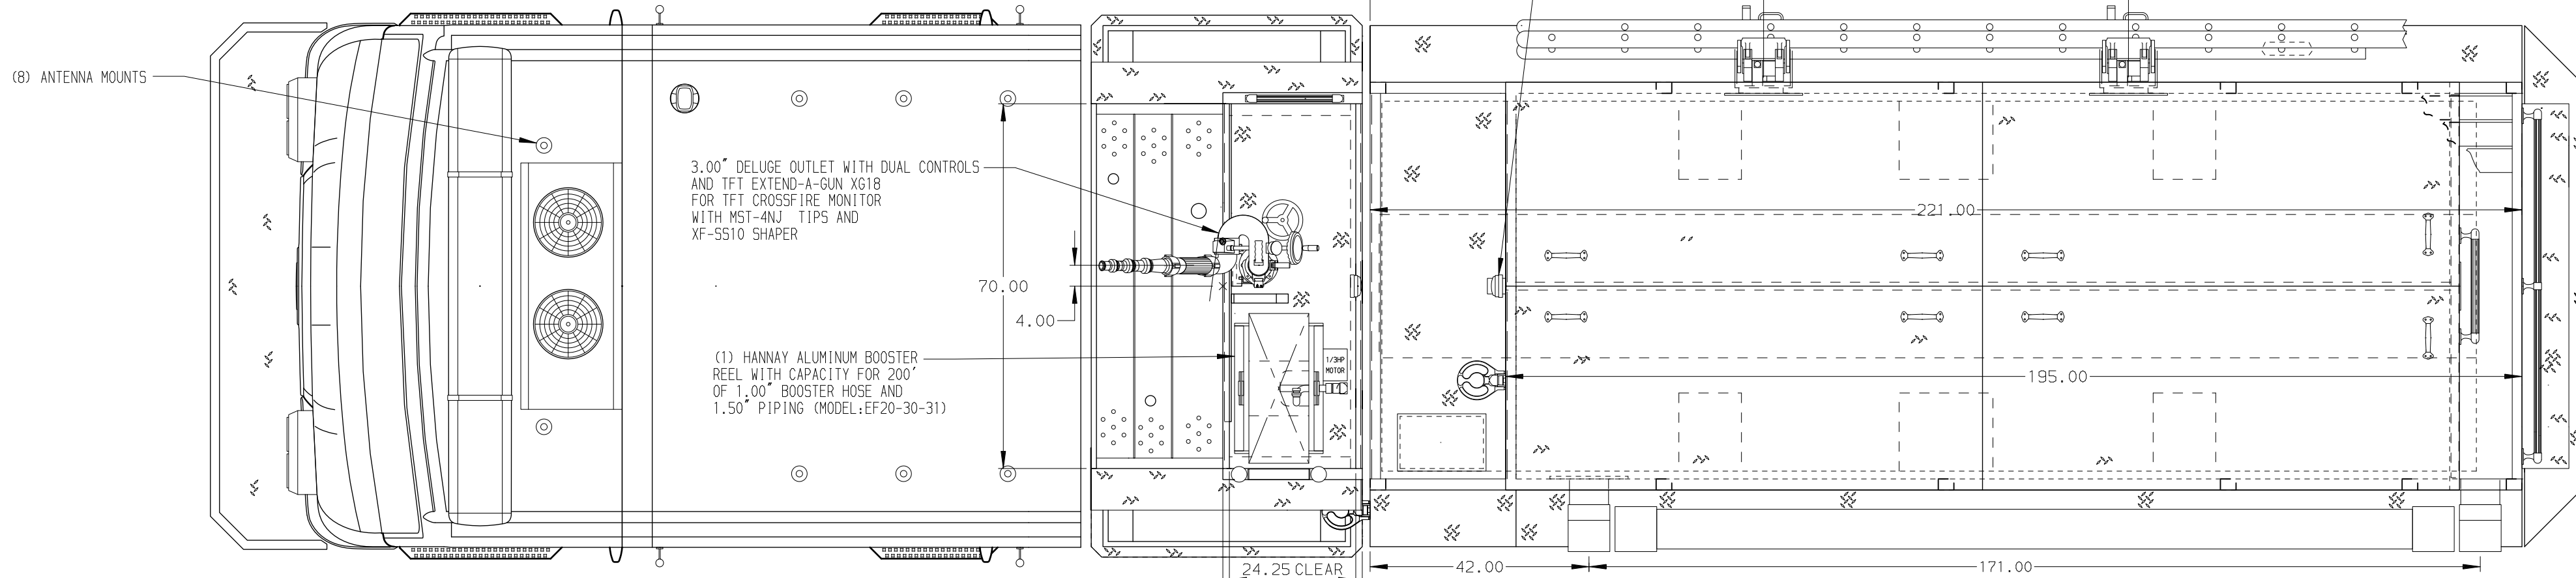 (8) ANTENNA MOUNTS
3.00" DELUGE OUTLET WITH DUAL CONTROLS
AND TFT EXTEND-A-GUN XG18
FOR TFT CROSSFIRE MONITOR
WITH MST-4NJ TIPS AND
XF-SS10 SHAPER
70.00
4.00
(1) HANNAY ALUMINUM BOOSTER
REEL WITH CAPACITY FOR 200'
OF 1.00" BOOSTER HOSE AND
1.50" PIPING (MODEL:EF20-30-31)
1/3HP
MOTOR
24.25 CLEAR
221.00
195.00
42.00
171.00